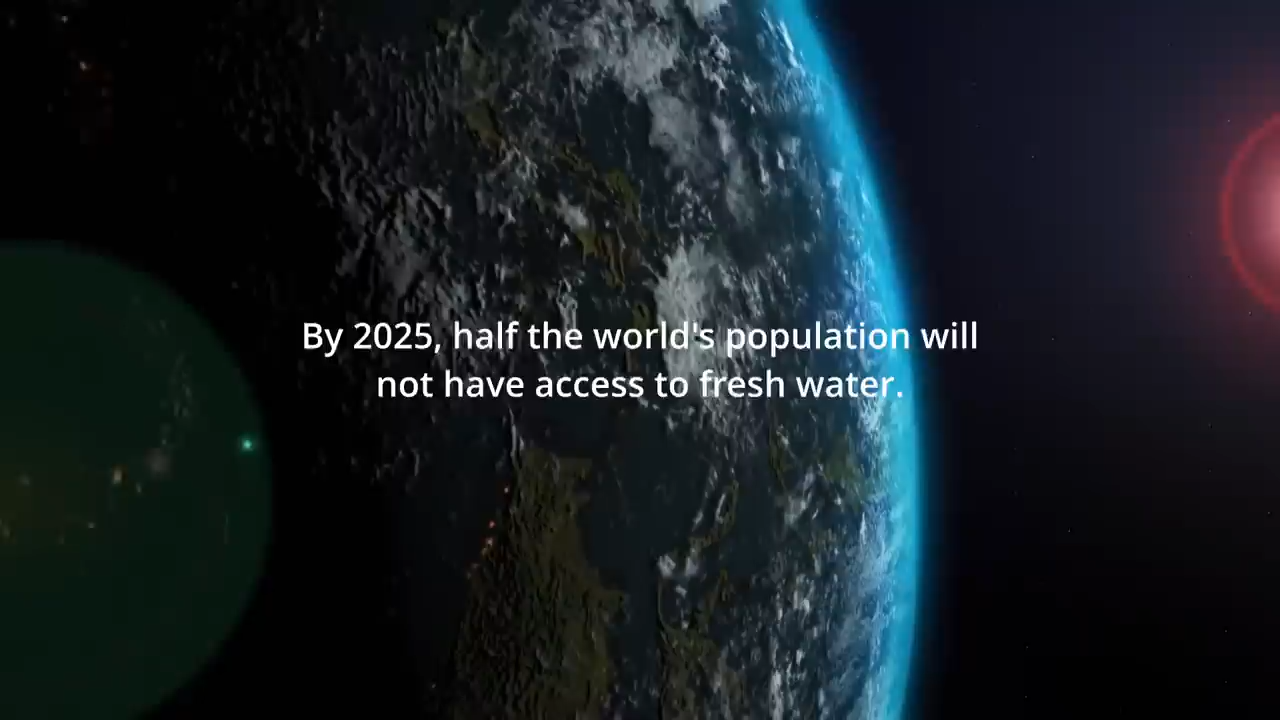 By 2025, half the world's population will
not have access to fresh water.